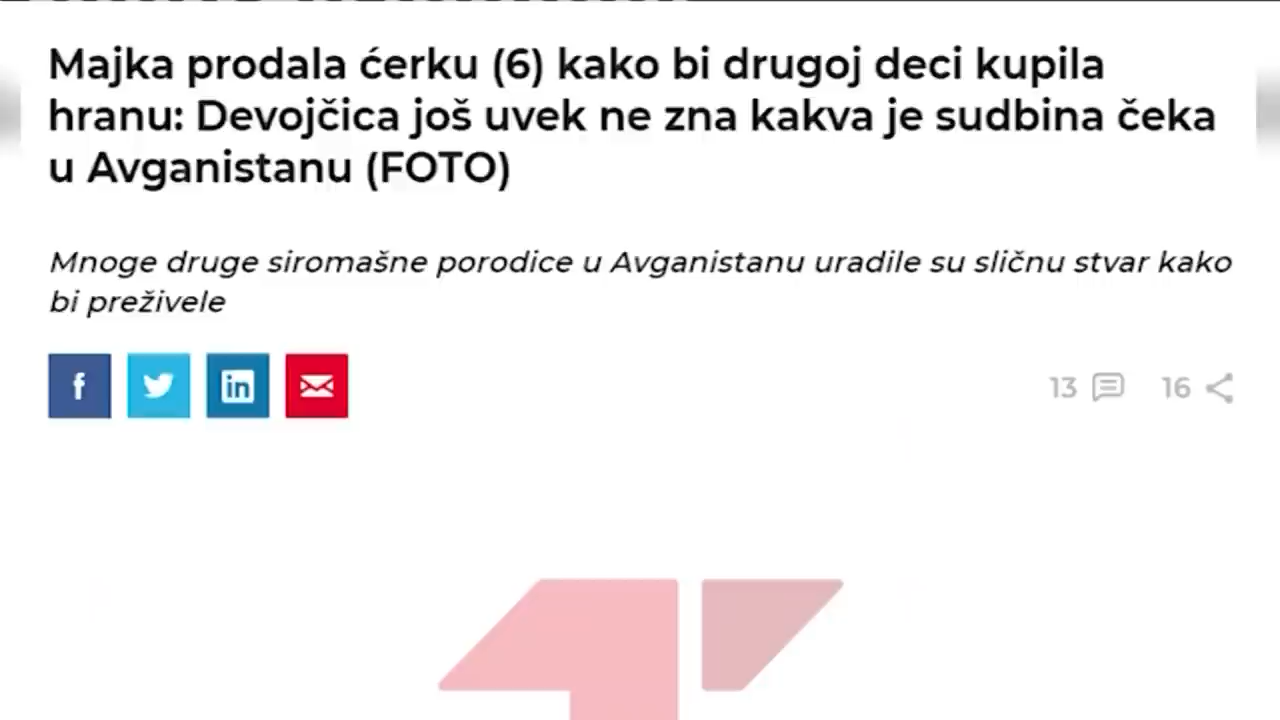 Majka prodala ćerku (6) kako bi drugoj deci kupila
hranu: Devojčica još uvek ne zna kakva je sudbina čeka
u Avganistanu (FOTO)
Mnoge druge siromašne porodice u Avganistanu uradile su sličnu stvar kako
bi preživele
f in 13 16